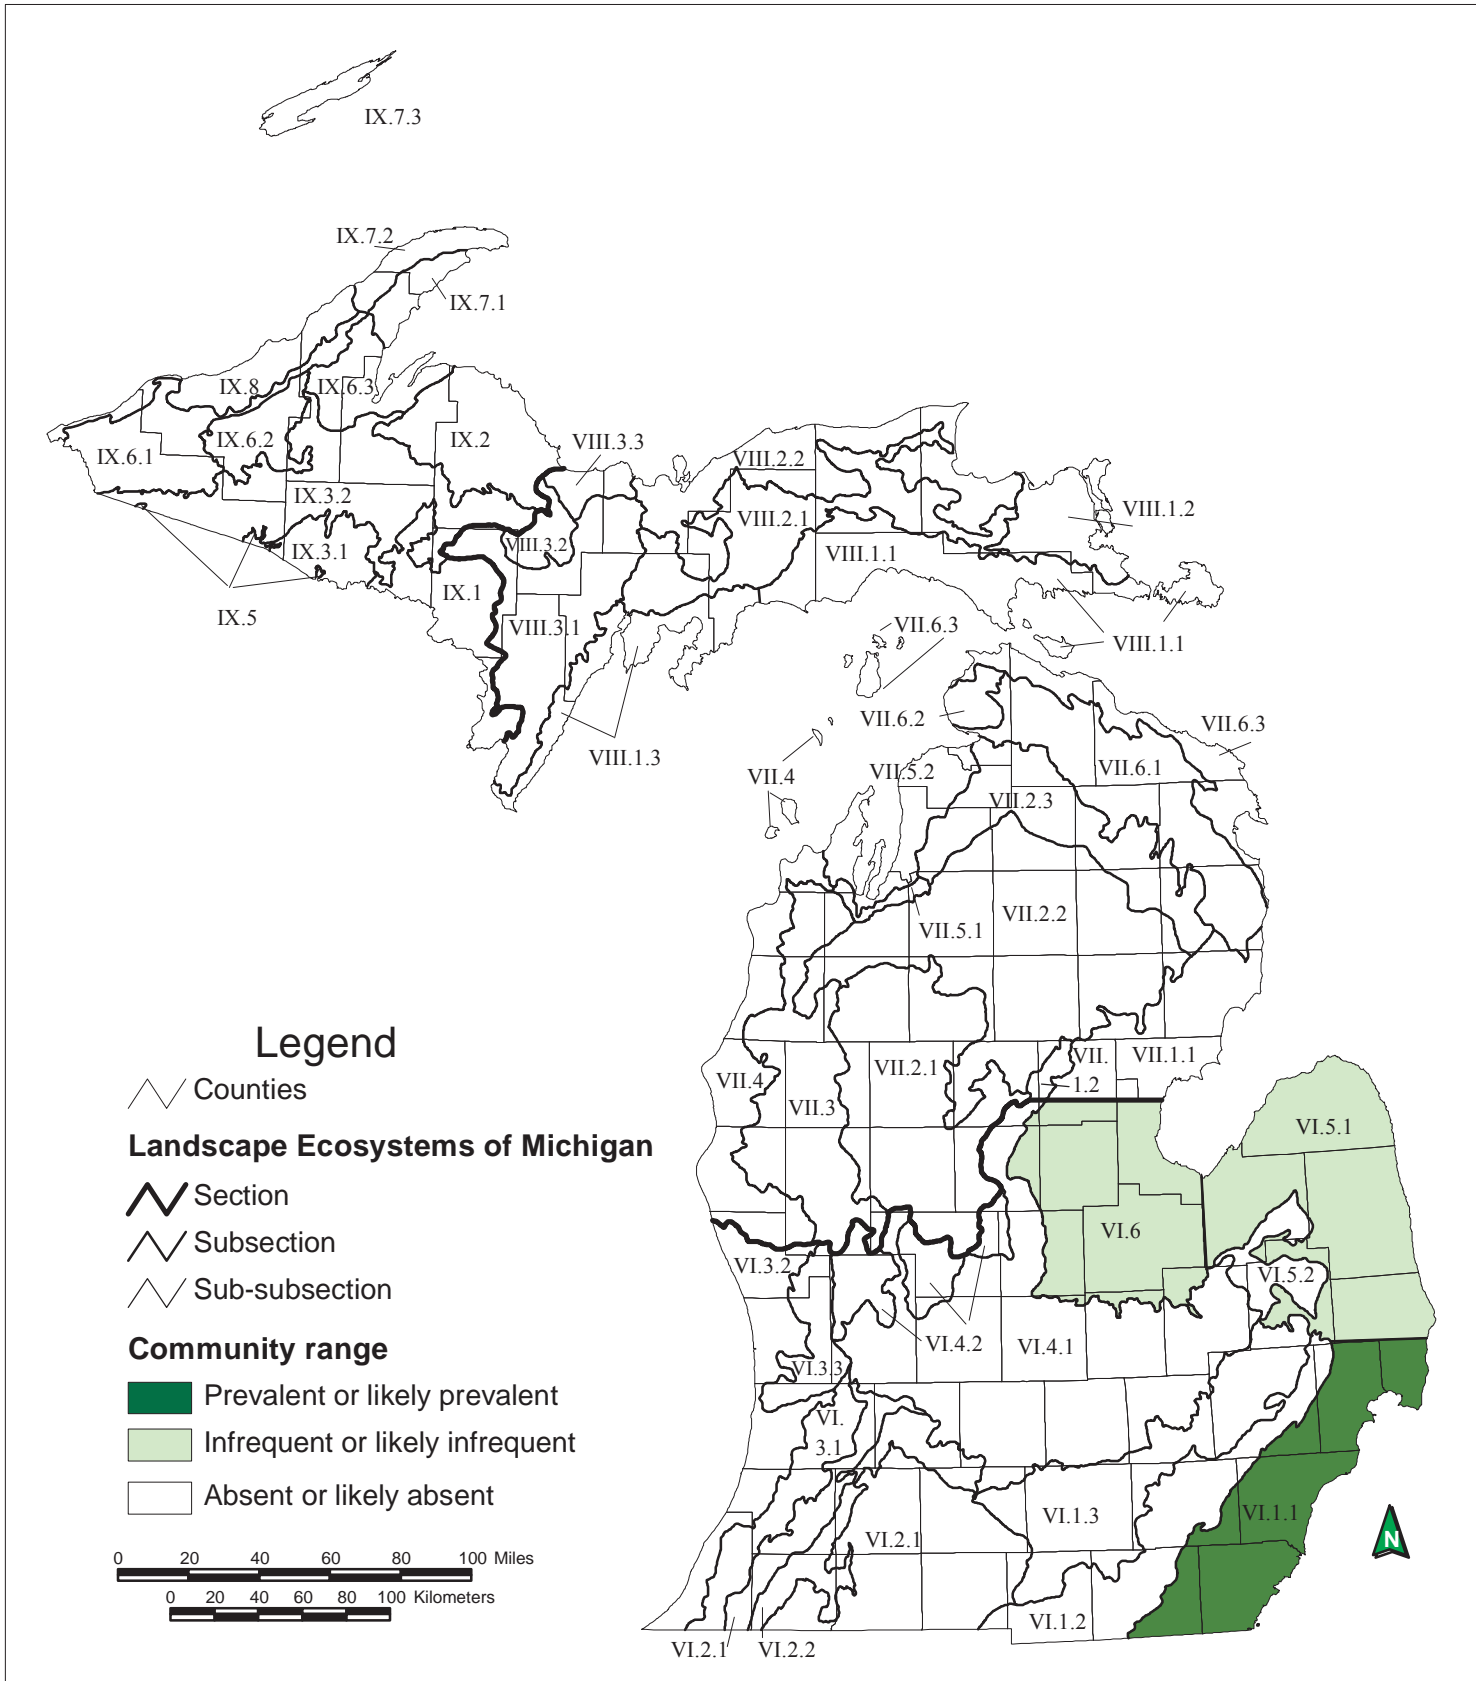 IX.7.3
IX.7.2
IX.7.1
IX.8
IX.6.3
IX.6.2
IX.2
IX.6.1
VIII.3.3
VIII.2.2
IX.3.2
VIII.2.1
VIII.1.2
IX.3.1
VIII.3.2
VIII.1.1
IX.1
IX.5
VIII.3.1
VII.6.3
VIII.1.1
VII.6.2
VII.6.3
VIII.1.3
VII.4
VII.5.2
VII.6.1
VII.2.3
VII.5.1
VII.2.2
VII.4
VII.3
VII.2.1
VII.
1.2
VII.1.1
VI.5.1
VI.6
VI.3.2
VI.5.2
VI.4.2
VI.4.1
VI.3.3
VI.
3.1
VI.1.3
VI.1.1
VI.2.1
VI.1.2
VI.2.1
VI.2.2
Legend
Counties
Landscape Ecosystems of Michigan
Section
Subsection
Sub-subsection
Community range
Prevalent or likely prevalent
Infrequent or likely infrequent
Absent or likely absent
0 20 40 60 80 100 Miles
0 20 40 60 80 100 Kilometers
N